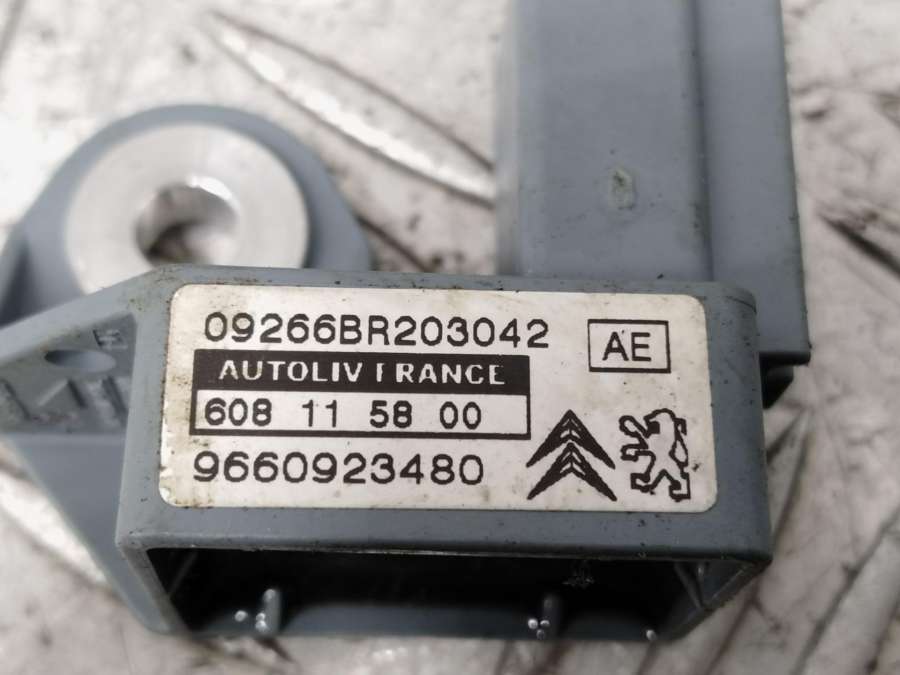 09266BR203042
AE
AUTOLIV FRANCE
608 11 58 00
9660923480